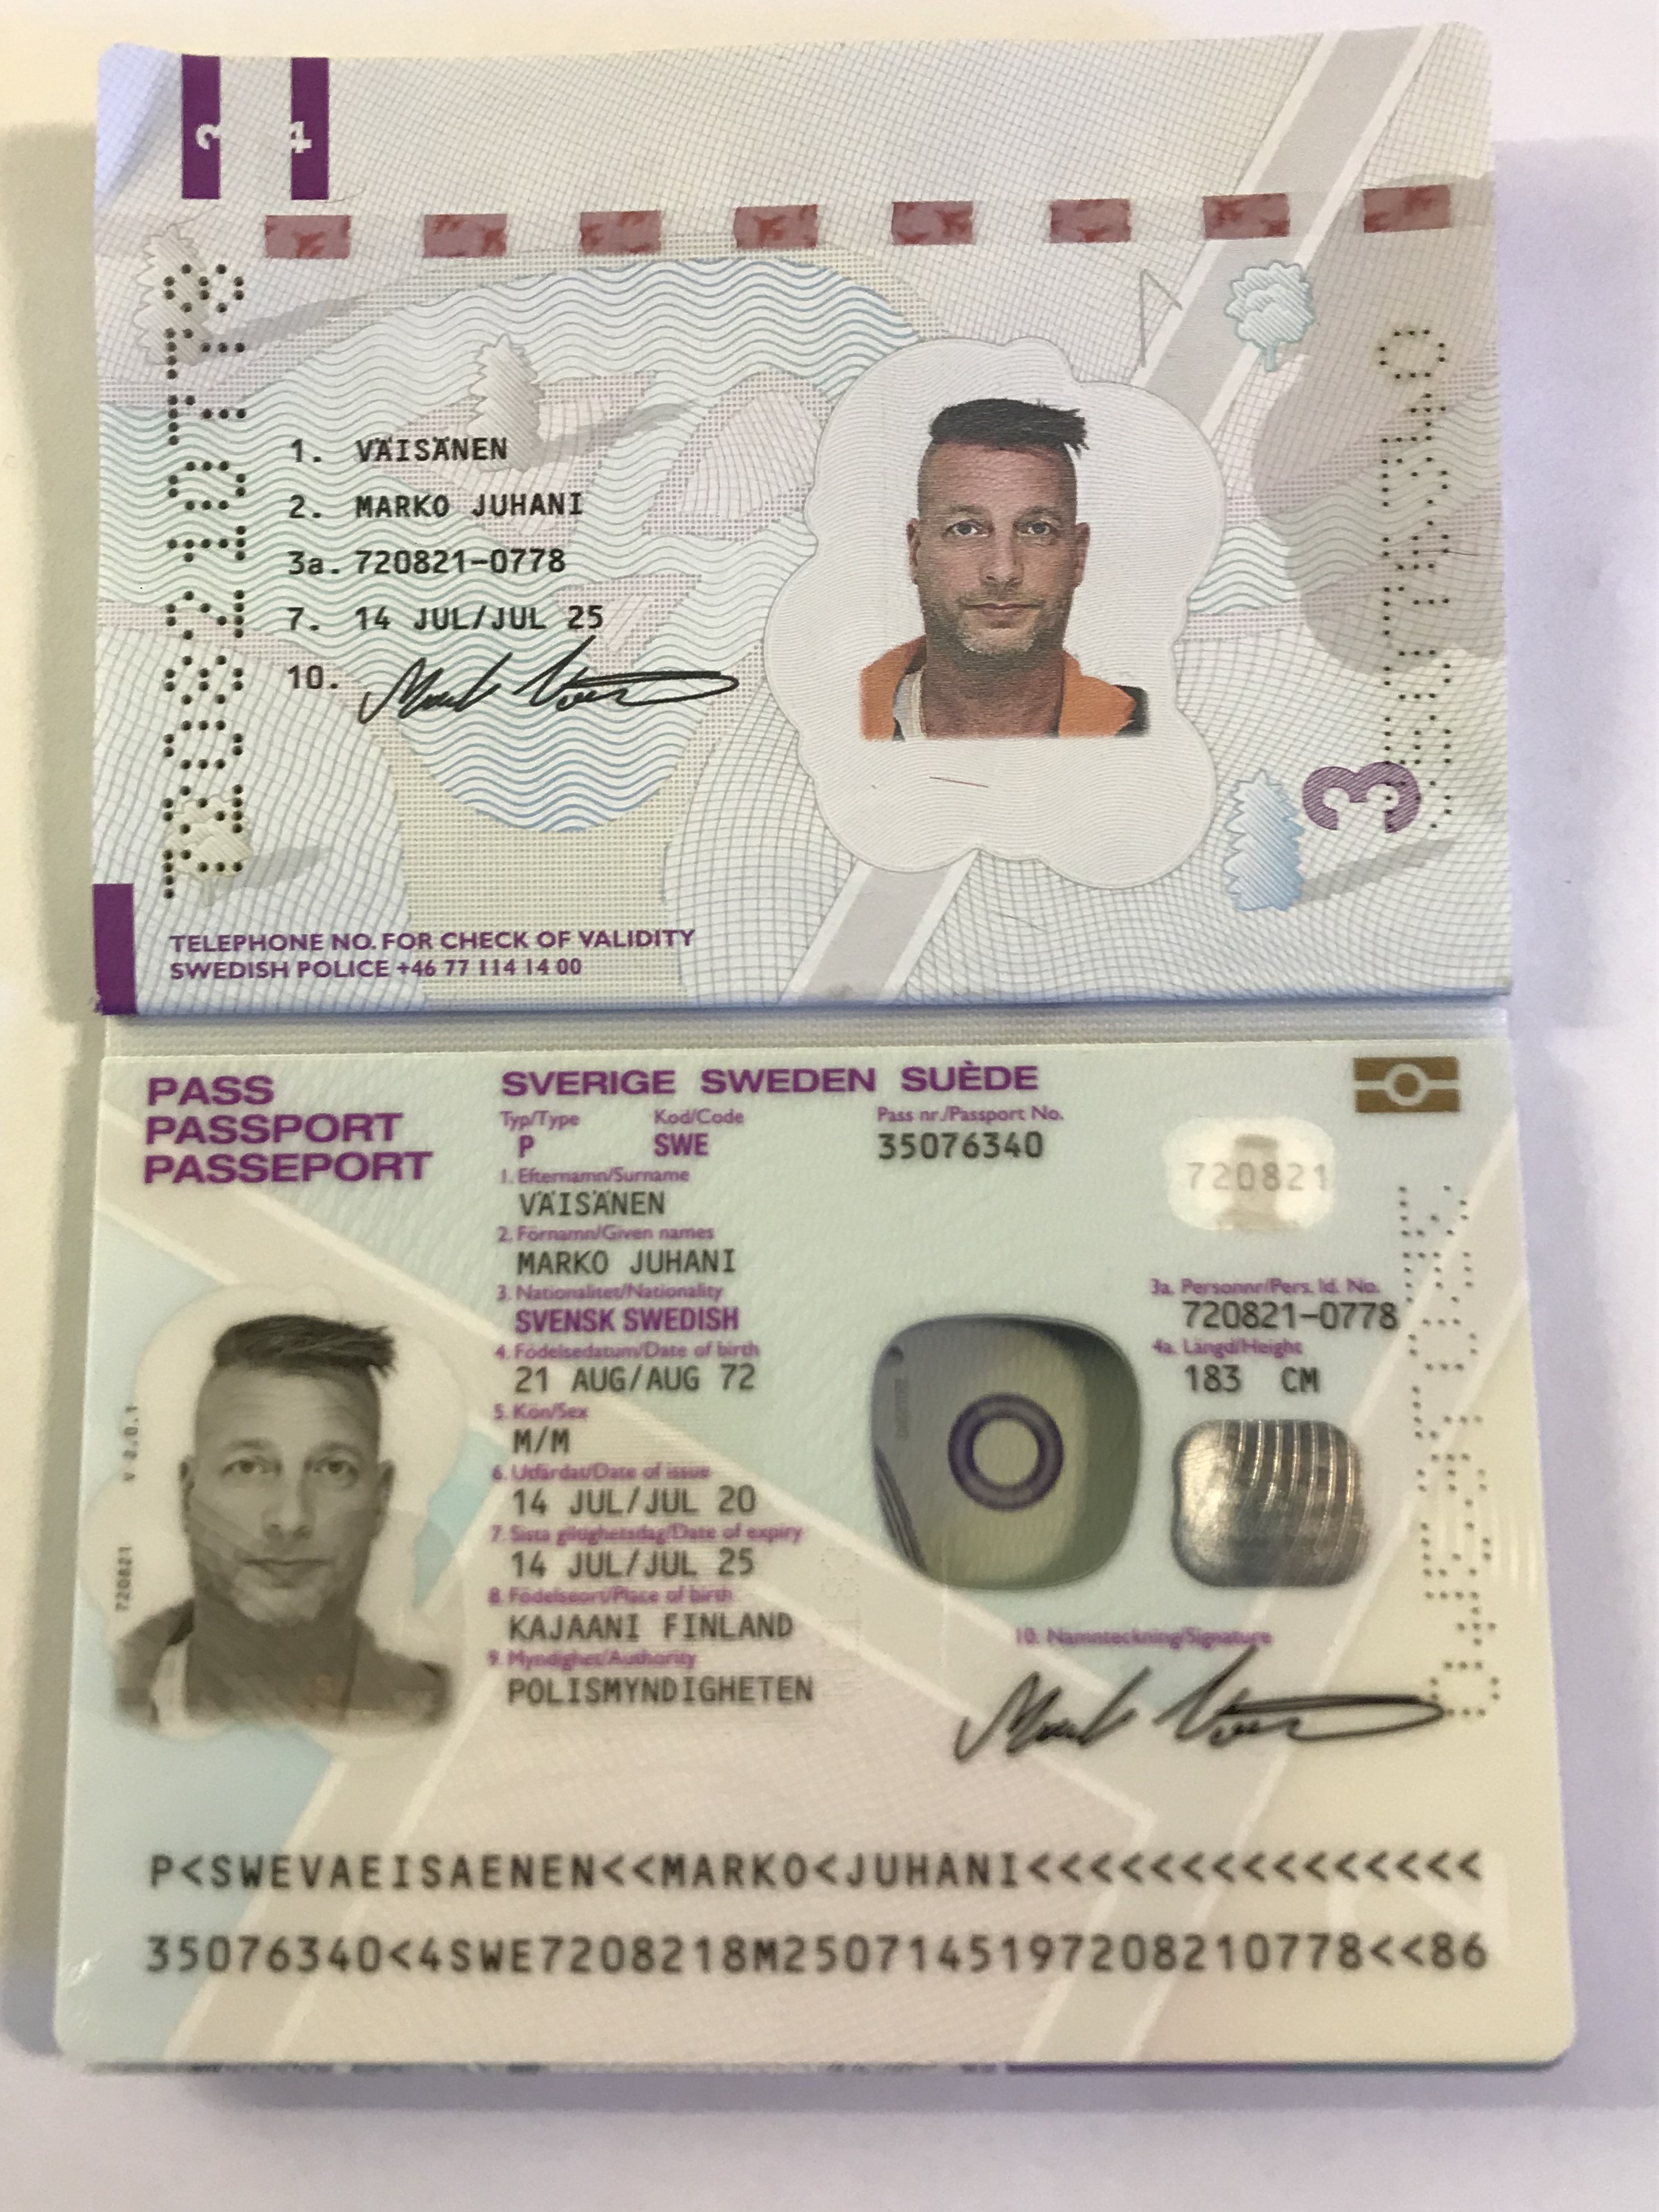 3
4
1. VÄISÄNEN
2. MARKO JUHANI
3a. 720821-0778
7. 14 JUL/JUL 25
10.
3
TELEPHONE NO. FOR CHECK OF VALIDITY
SWEDISH POLICE +46 77 114 14 00
PASS
PASSPORT
PASSEPORT
SVERIGE SWEDEN SUÈDE
Typ/Type Kod/Code Pass nr./Passport No.
P SWE 35076340
720821
1. Efternamn/Surname
VÄISÄNEN
2. Förnamn/Given names
MARKO JUHANI
3. Nationalitet/Nationality
SVENSK SWEDISH
3a. Personnr/Pers. Id. No.
720821-0778
4. Födelsedatum/Date of birth
21 AUG/AUG 72
4a. Längd/Height
183 CM
5. Kön/Sex
M/M
6. Utfärdat/Date of issue
14 JUL/JUL 20
7. Sista giltighetsdag/Date of expiry
14 JUL/JUL 25
8. Födelseort/Place of birth
KAJAANI FINLAND
9. Myndighet/Authority
POLISMYNDIGHETEN
10. Namnteckning/Signature
V 2.0.1
720821
P<SWEVAEISAENEN<<MARKO<JUHANI<<<<<<<<<<<<<<<
35076340<4SWE7208218M2507145197208210778<<86